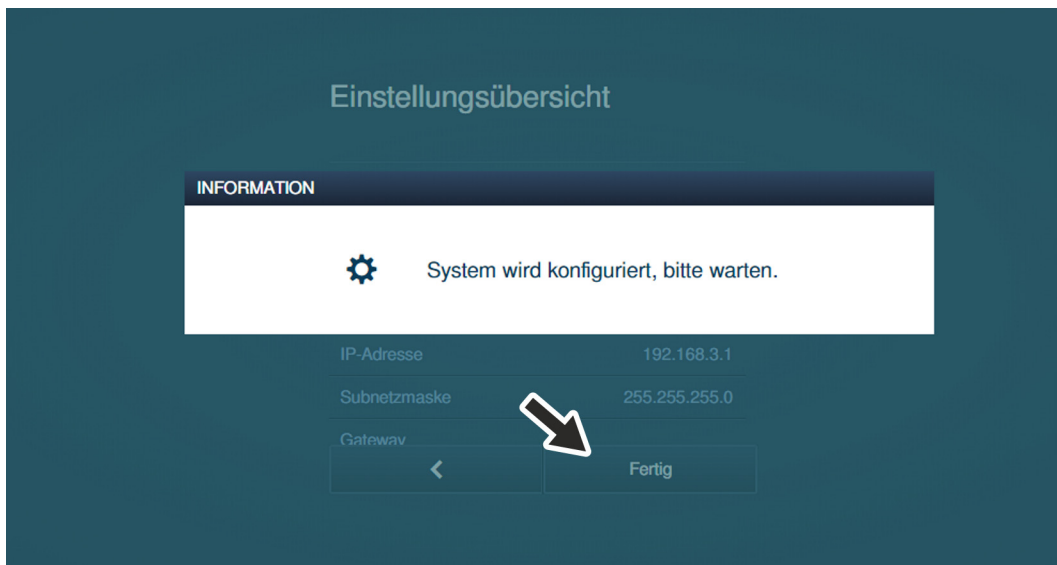 Einstellungsübersicht
INFORMATION
System wird konfiguriert, bitte warten.
IP-Adresse 192.168.3.1
Subnetzmaske 255.255.255.0
Gateway
Fertig